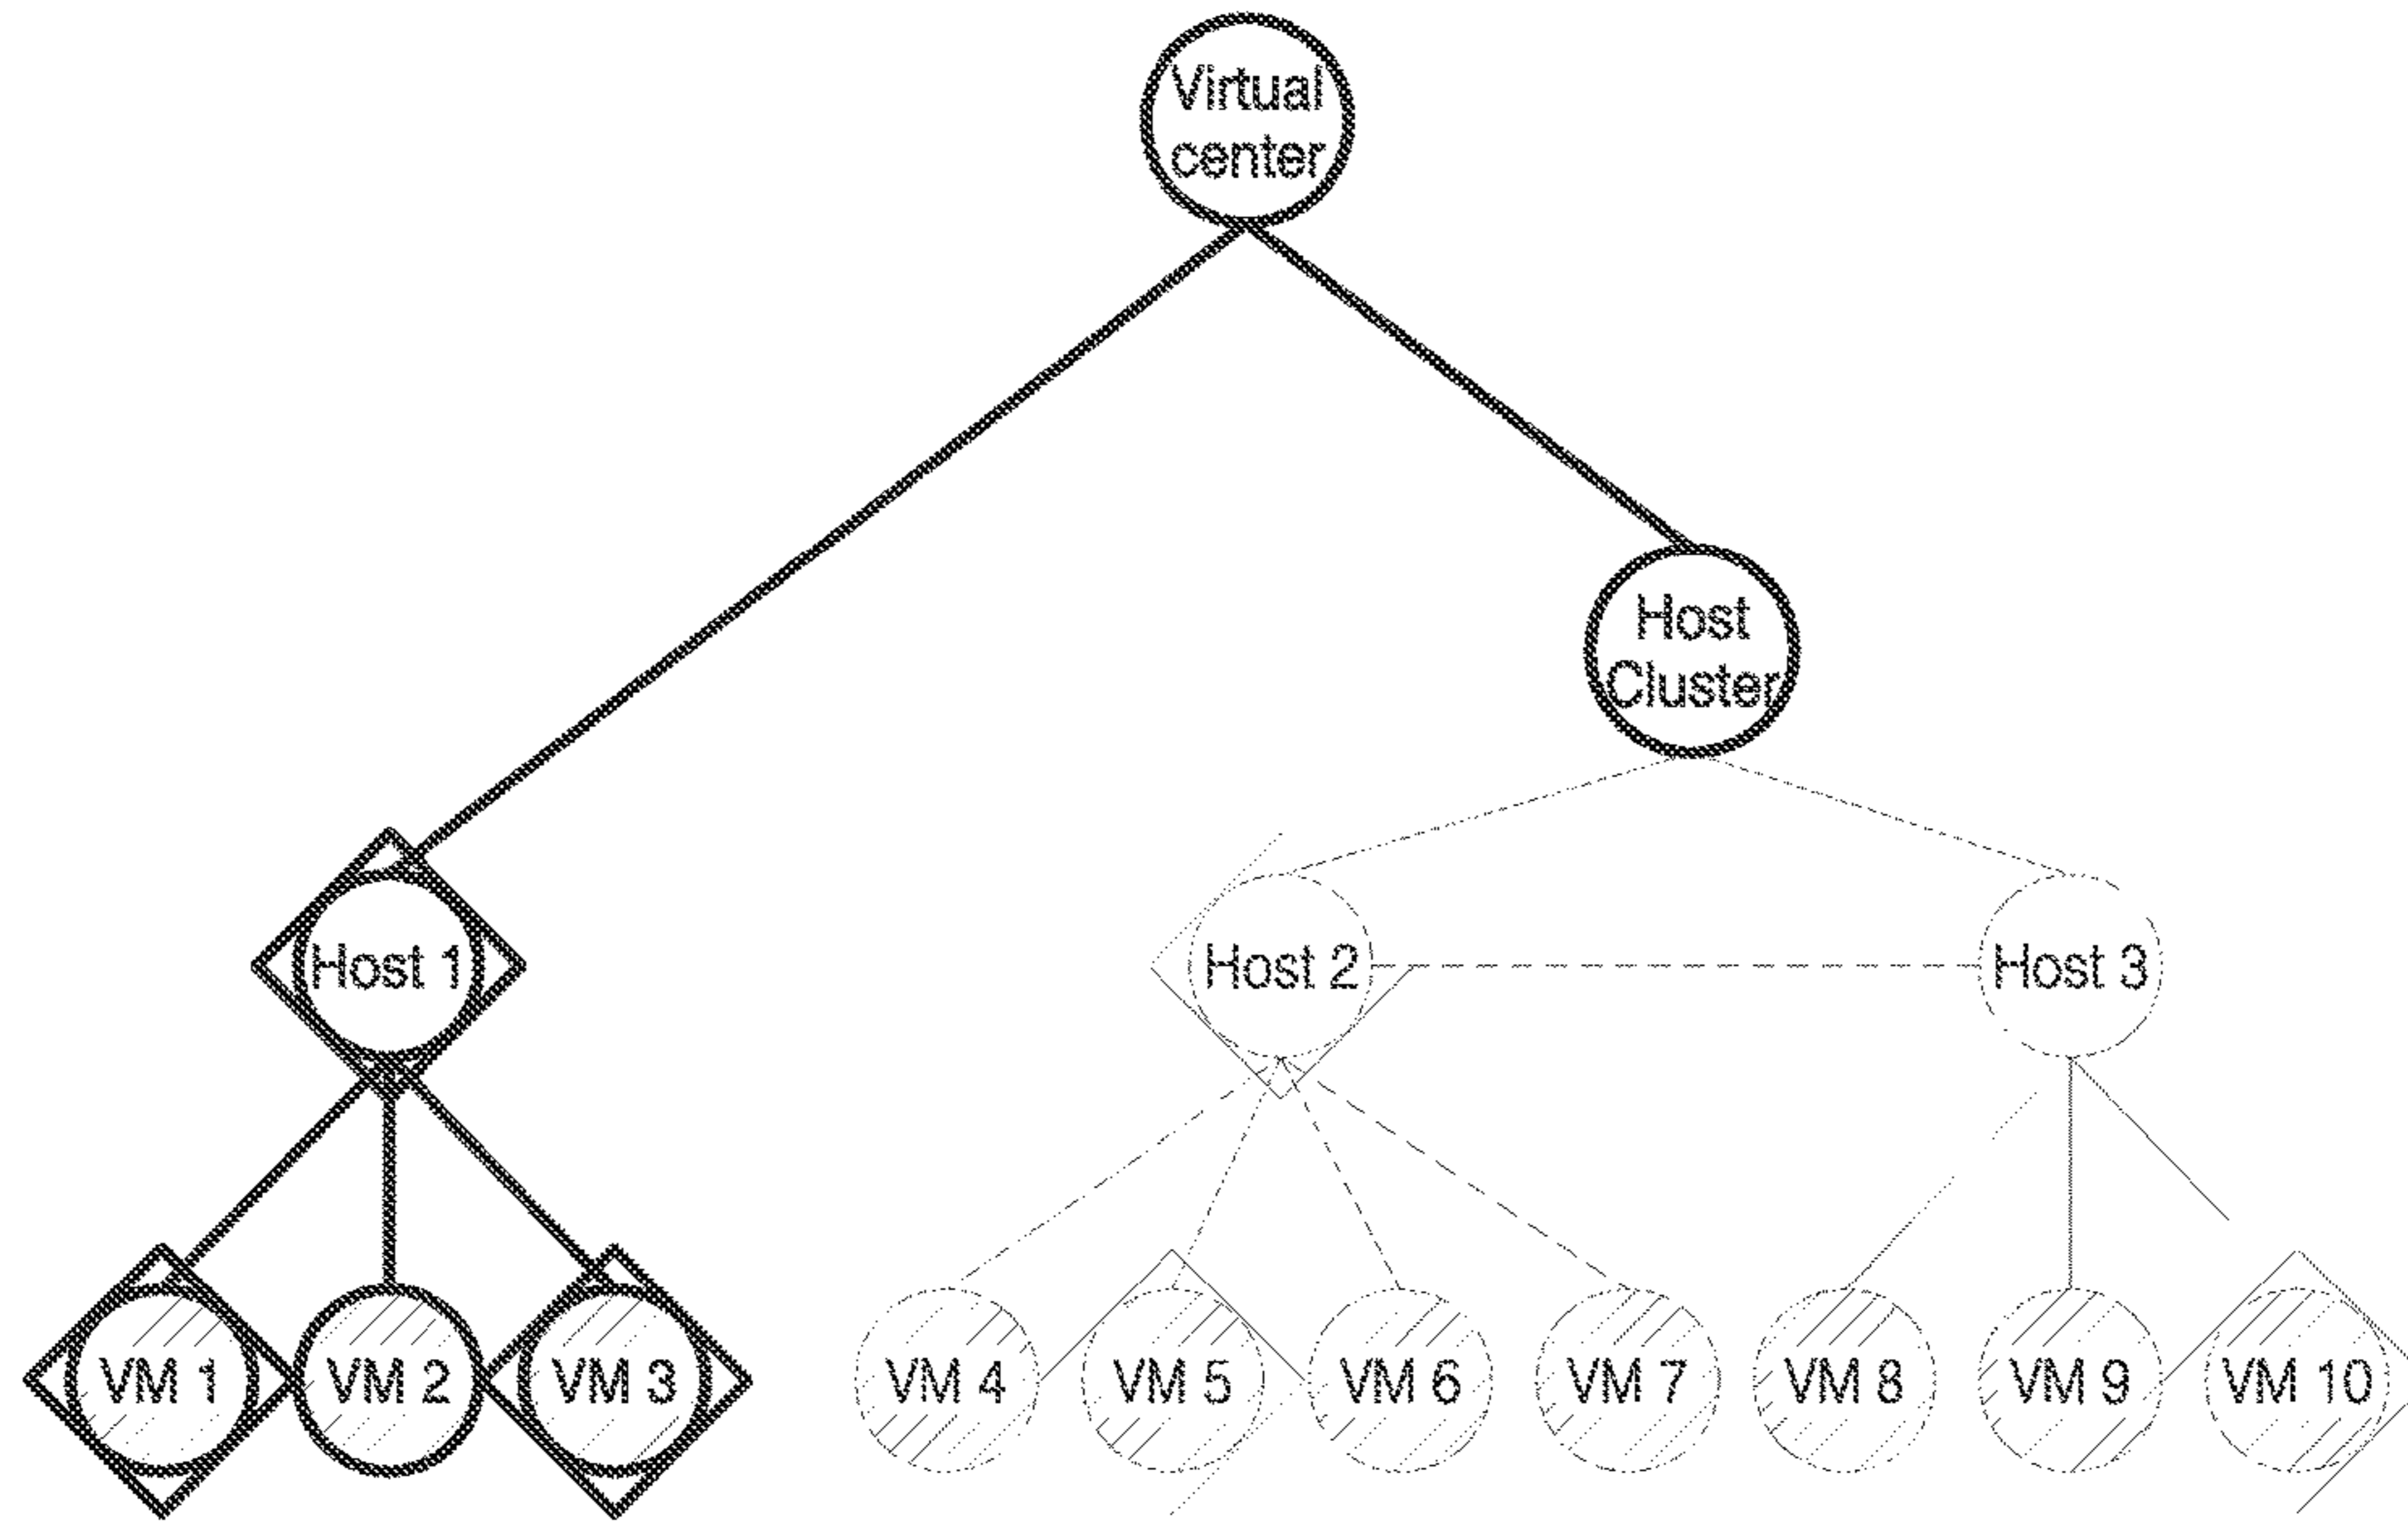 Virtual
center
Host
Cluster
Host 1
Host 2
Host 3
VM 1
VM 2
VM 3
VM 4
VM 5
VM 6
VM 7
VM 8
VM 9
VM 10